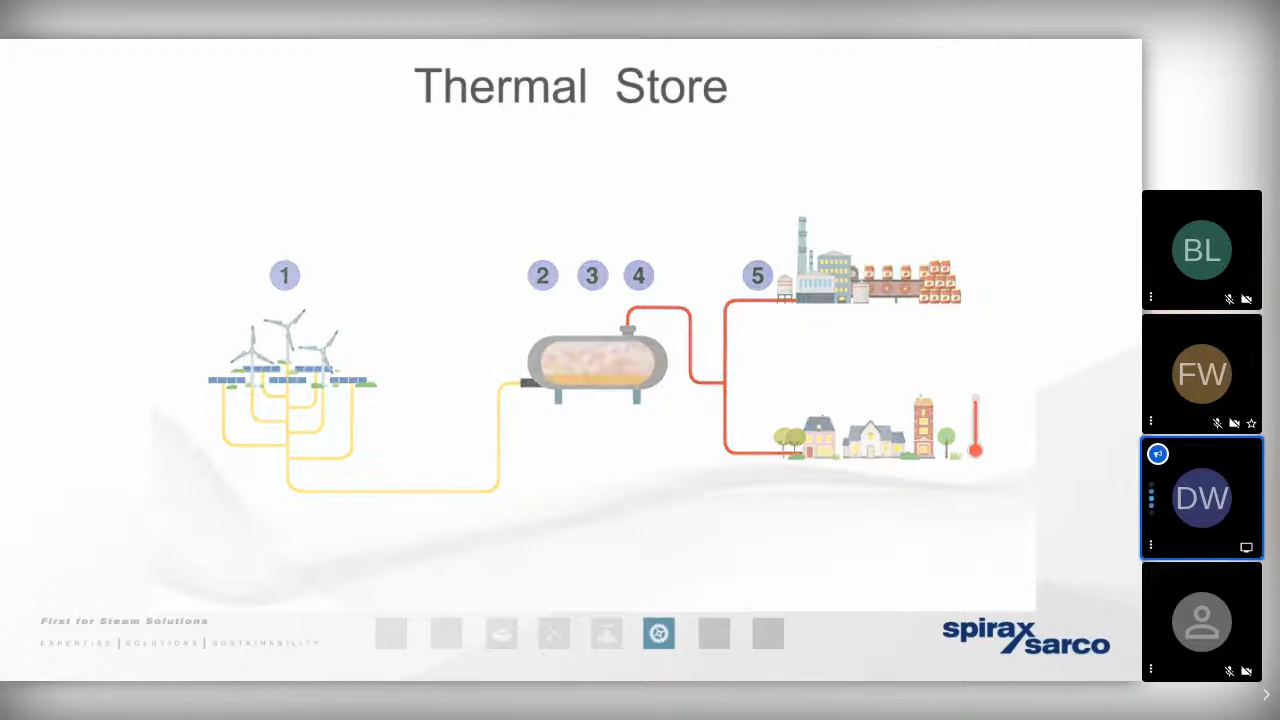 Thermal Store
1
2
3
4
5
BL
FW
DW
First for Steam Solutions
EXPERTISE | SOLUTIONS | SUSTAINABILITY
spirax
sarco